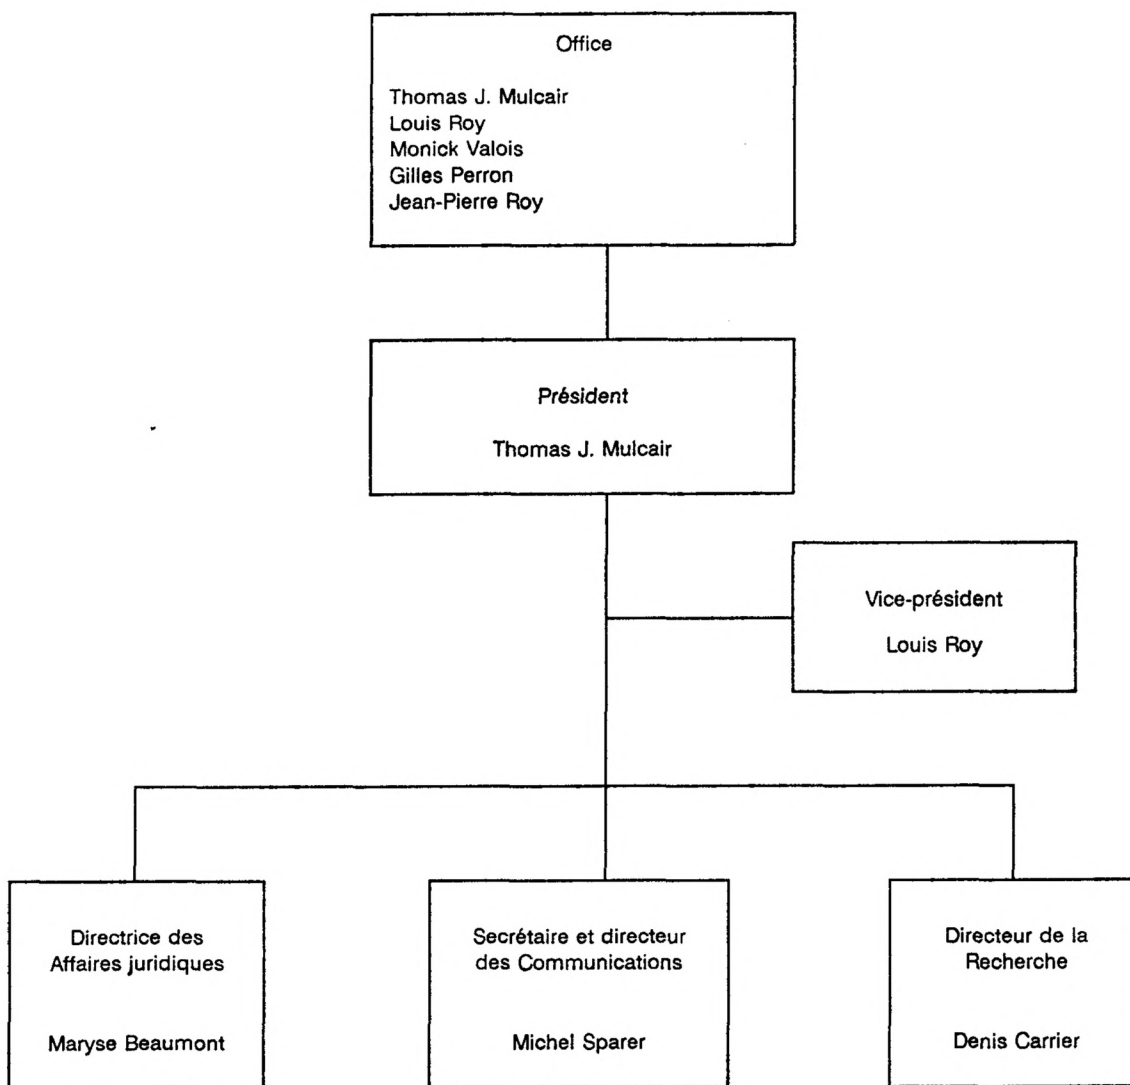 Office
Thomas J. Mulcair
Louis Roy
Monick Valois
Gilles Perron
Jean-Pierre Roy
Président
Thomas J. Mulcair
Vice-président
Louis Roy
Directrice des
Affaires juridiques
Maryse Beaumont
Secrétaire et directeur
des Communications
Michel Sparer
Directeur de la
Recherche
Denis Carrier